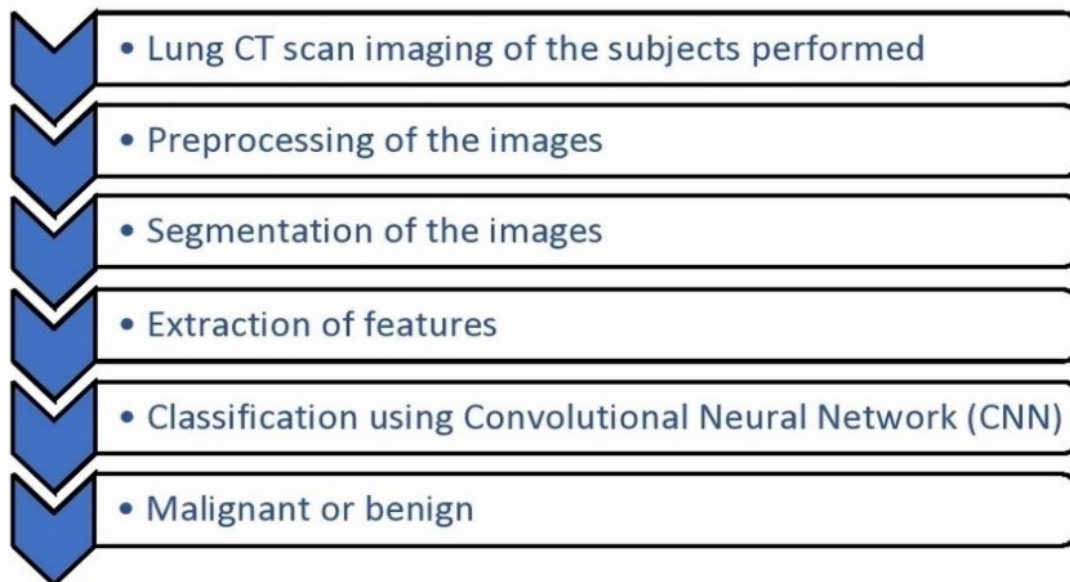 • Lung CT scan imaging of the subjects performed
• Preprocessing of the images
• Segmentation of the images
• Extraction of features
• Classification using Convolutional Neural Network (CNN)
• Malignant or benign